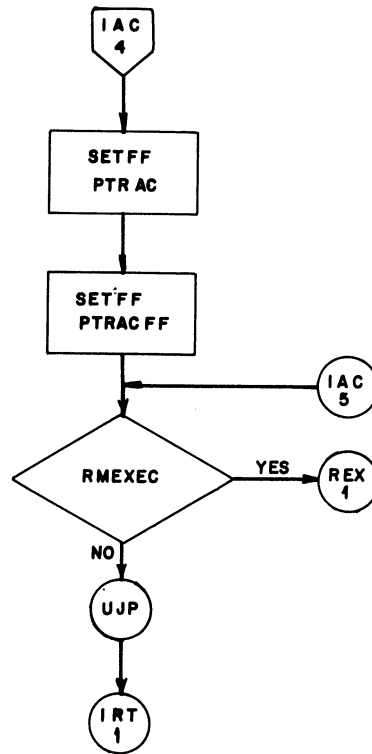 IAC
4
SETFF
PTRAC
SETFF
PTRACFF
IAC
5
RMEXEC
YES
REX
1
NO
UJP
IRT
1